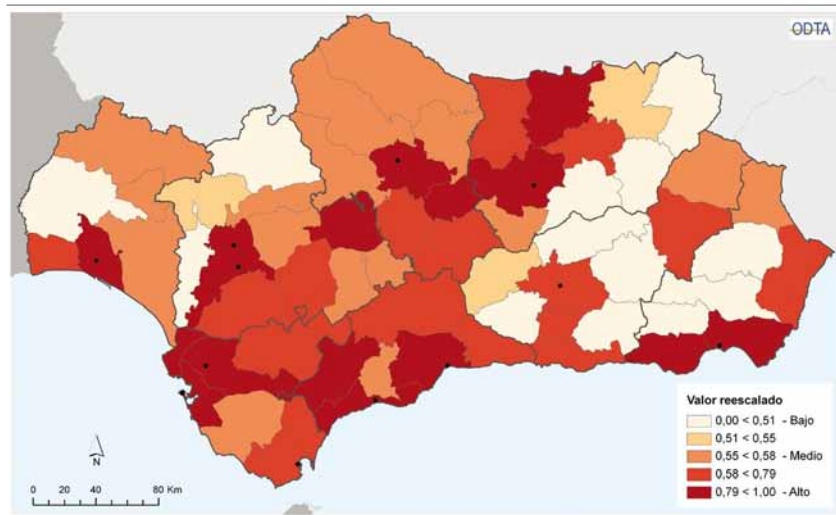 ODTA
Valor reescalado
0,00 < 0,51 - Bajo
0,51 < 0,55
0,55 < 0,58 - Medio
0,58 < 0,79
0,79 < 1,00 - Alto
N
0 20 40 80 Km